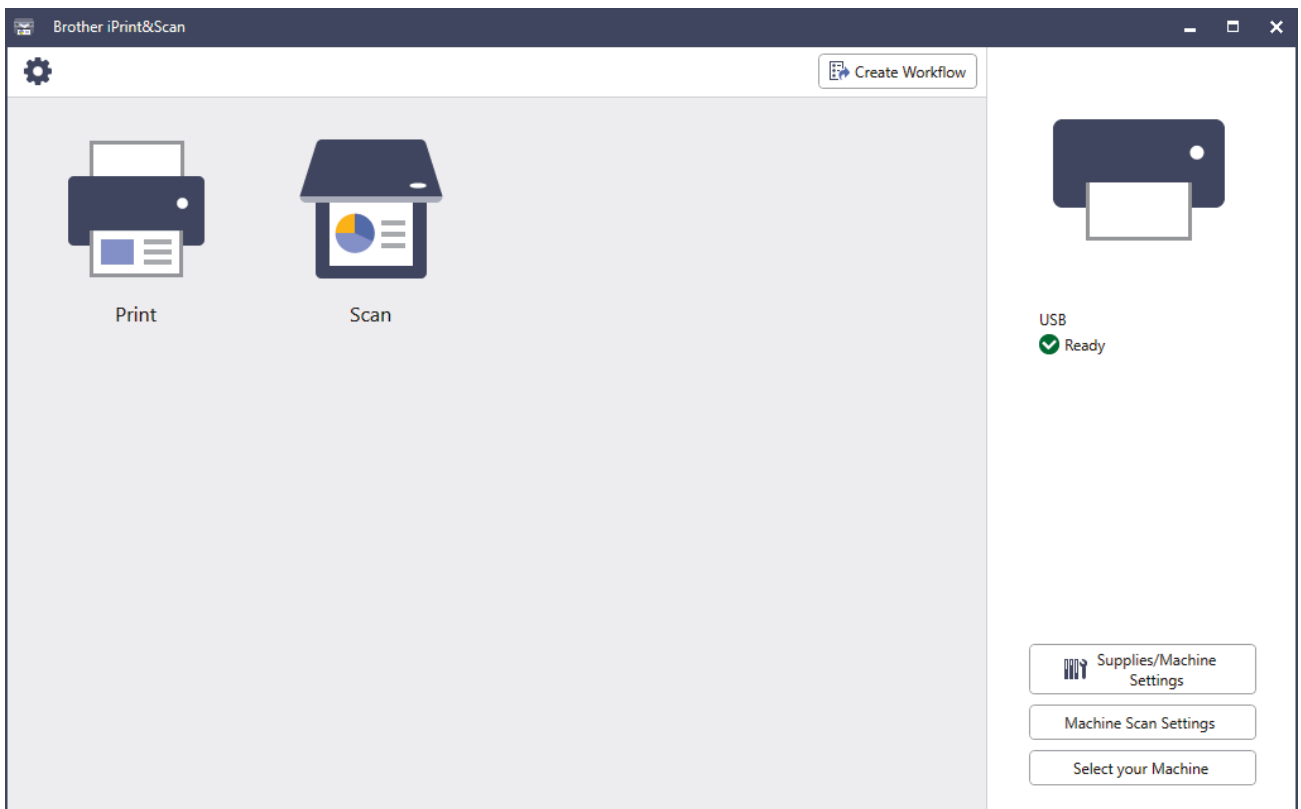 Brother iPrint&Scan
Create Workflow
Print
Scan
USB
Ready
Supplies/Machine
Settings
Machine Scan Settings
Select your Machine